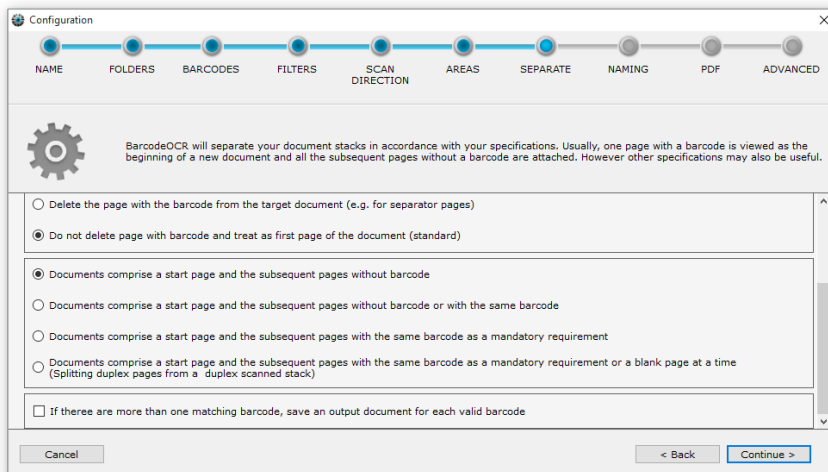 Configuration
NAME
FOLDERS
BARCODES
FILTERS
SCAN
DIRECTION
AREAS
SEPARATE
NAMING
PDF
ADVANCED
BarcodeOCR will separate your document stacks in accordance with your specifications. Usually, one page with a barcode is viewed as the
beginning of a new document and all the subsequent pages without a barcode are attached. However other specifications may also be useful.
Delete the page with the barcode from the target document (e.g. for separator pages)
Do not delete page with barcode and treat as first page of the document (standard)
Documents comprise a start page and the subsequent pages without barcode
Documents comprise a start page and the subsequent pages without barcode or with the same barcode
Documents comprise a start page and the subsequent pages with the same barcode as a mandatory requirement
Documents comprise a start page and the subsequent pages with the same barcode as a mandatory requirement or a blank page at a time
(Splitting duplex pages from a  duplex scanned stack)
If theree are more than one matching barcode, save an output document for each valid barcode
Cancel
< Back
Continue >